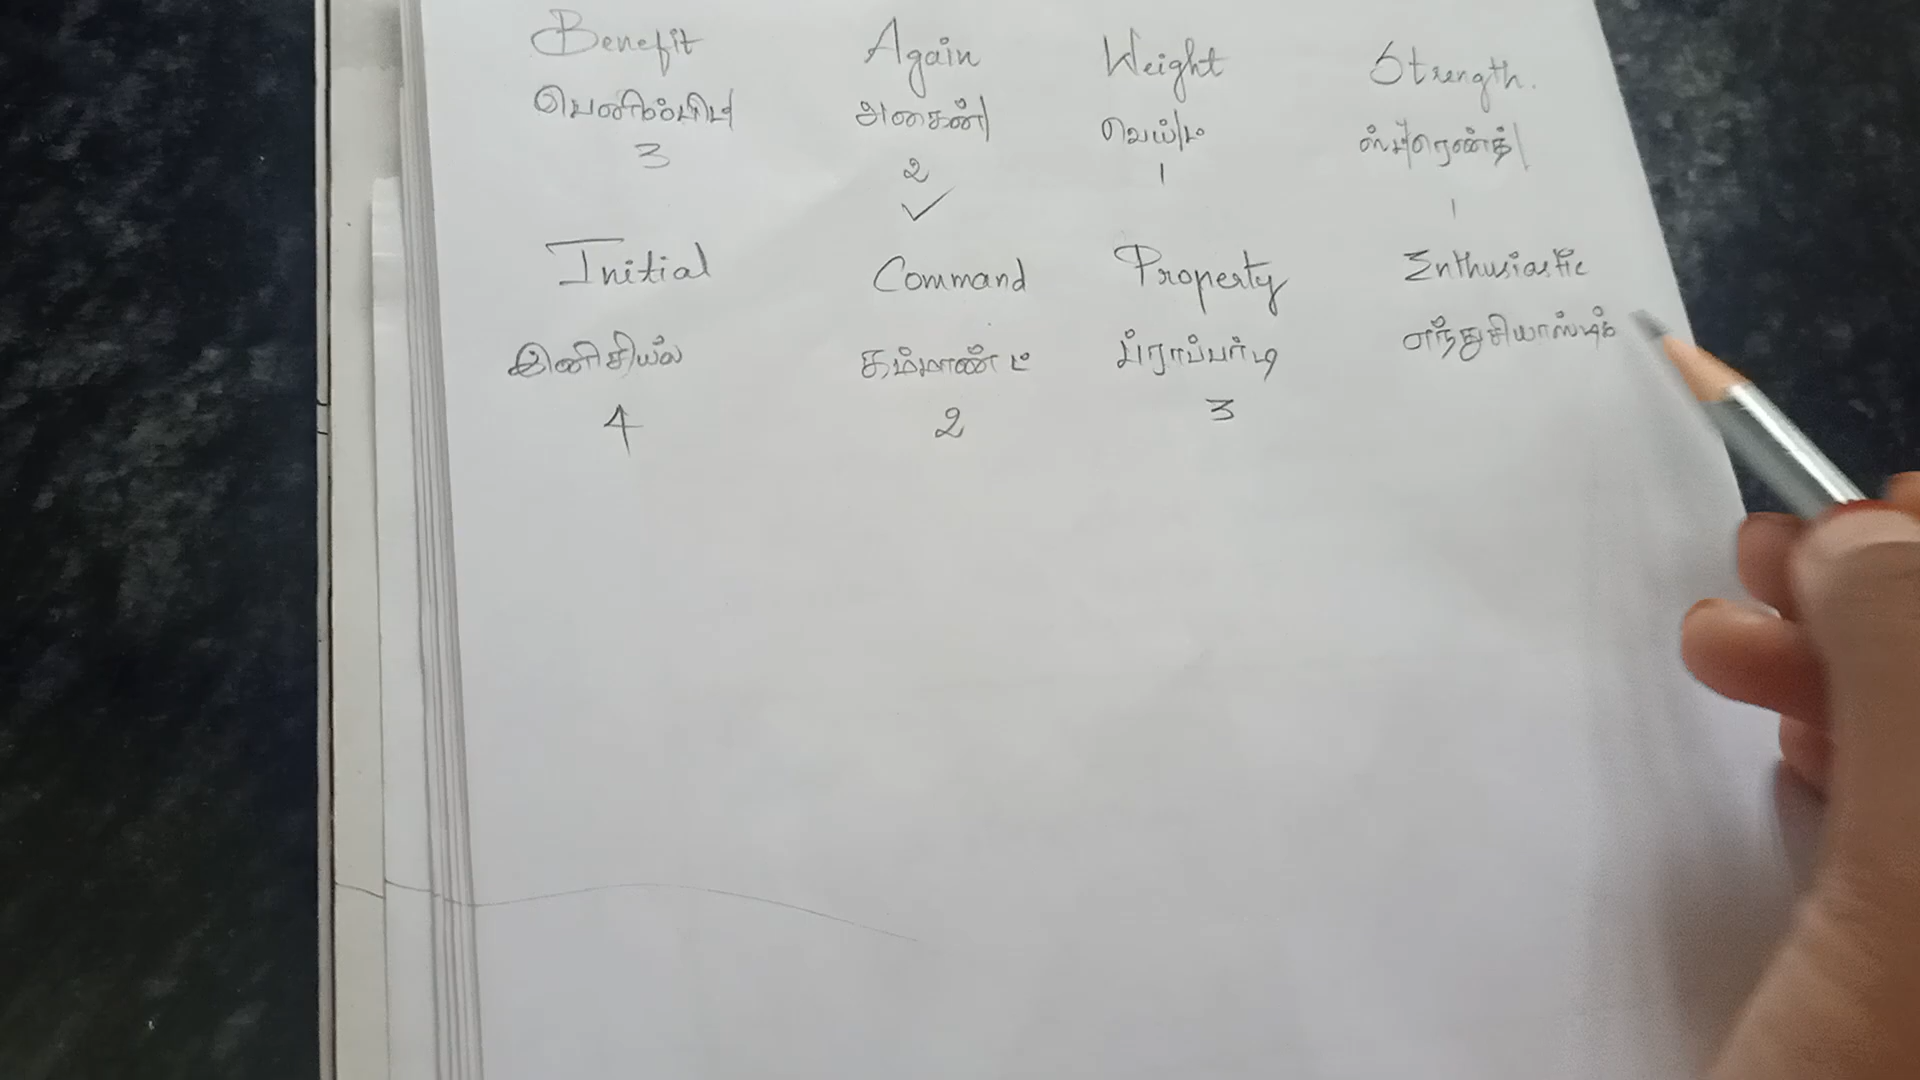 Benefit Again Weight Strength.
பெனிஃபிட் அகைன் வெய்ட் ஸ்ட்ரெண்த்
3 2 1 1
Initial Command Property Enthusiastic
இனிசியல் கம்மாண்ட் ப்ராப்பர்டி எந்துசியாஸ்டிக்
4 2 3